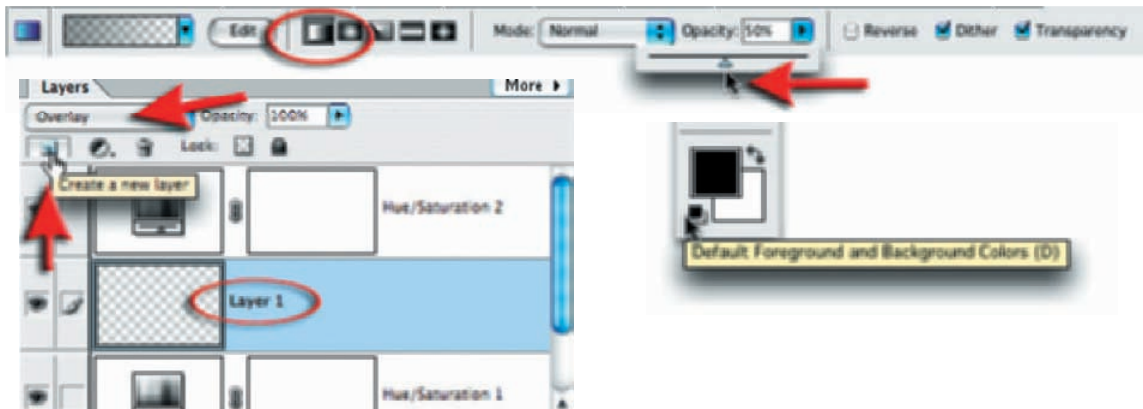 Edit Mode: Normal Opacity: 50% Reverse Dither Transparency
Layers More
Overlay Opacity: 100%
Lock:
Create a new layer
Hue/Saturation 2
Layer 1
Hue/Saturation 1
Default Foreground and Background Colors (D)